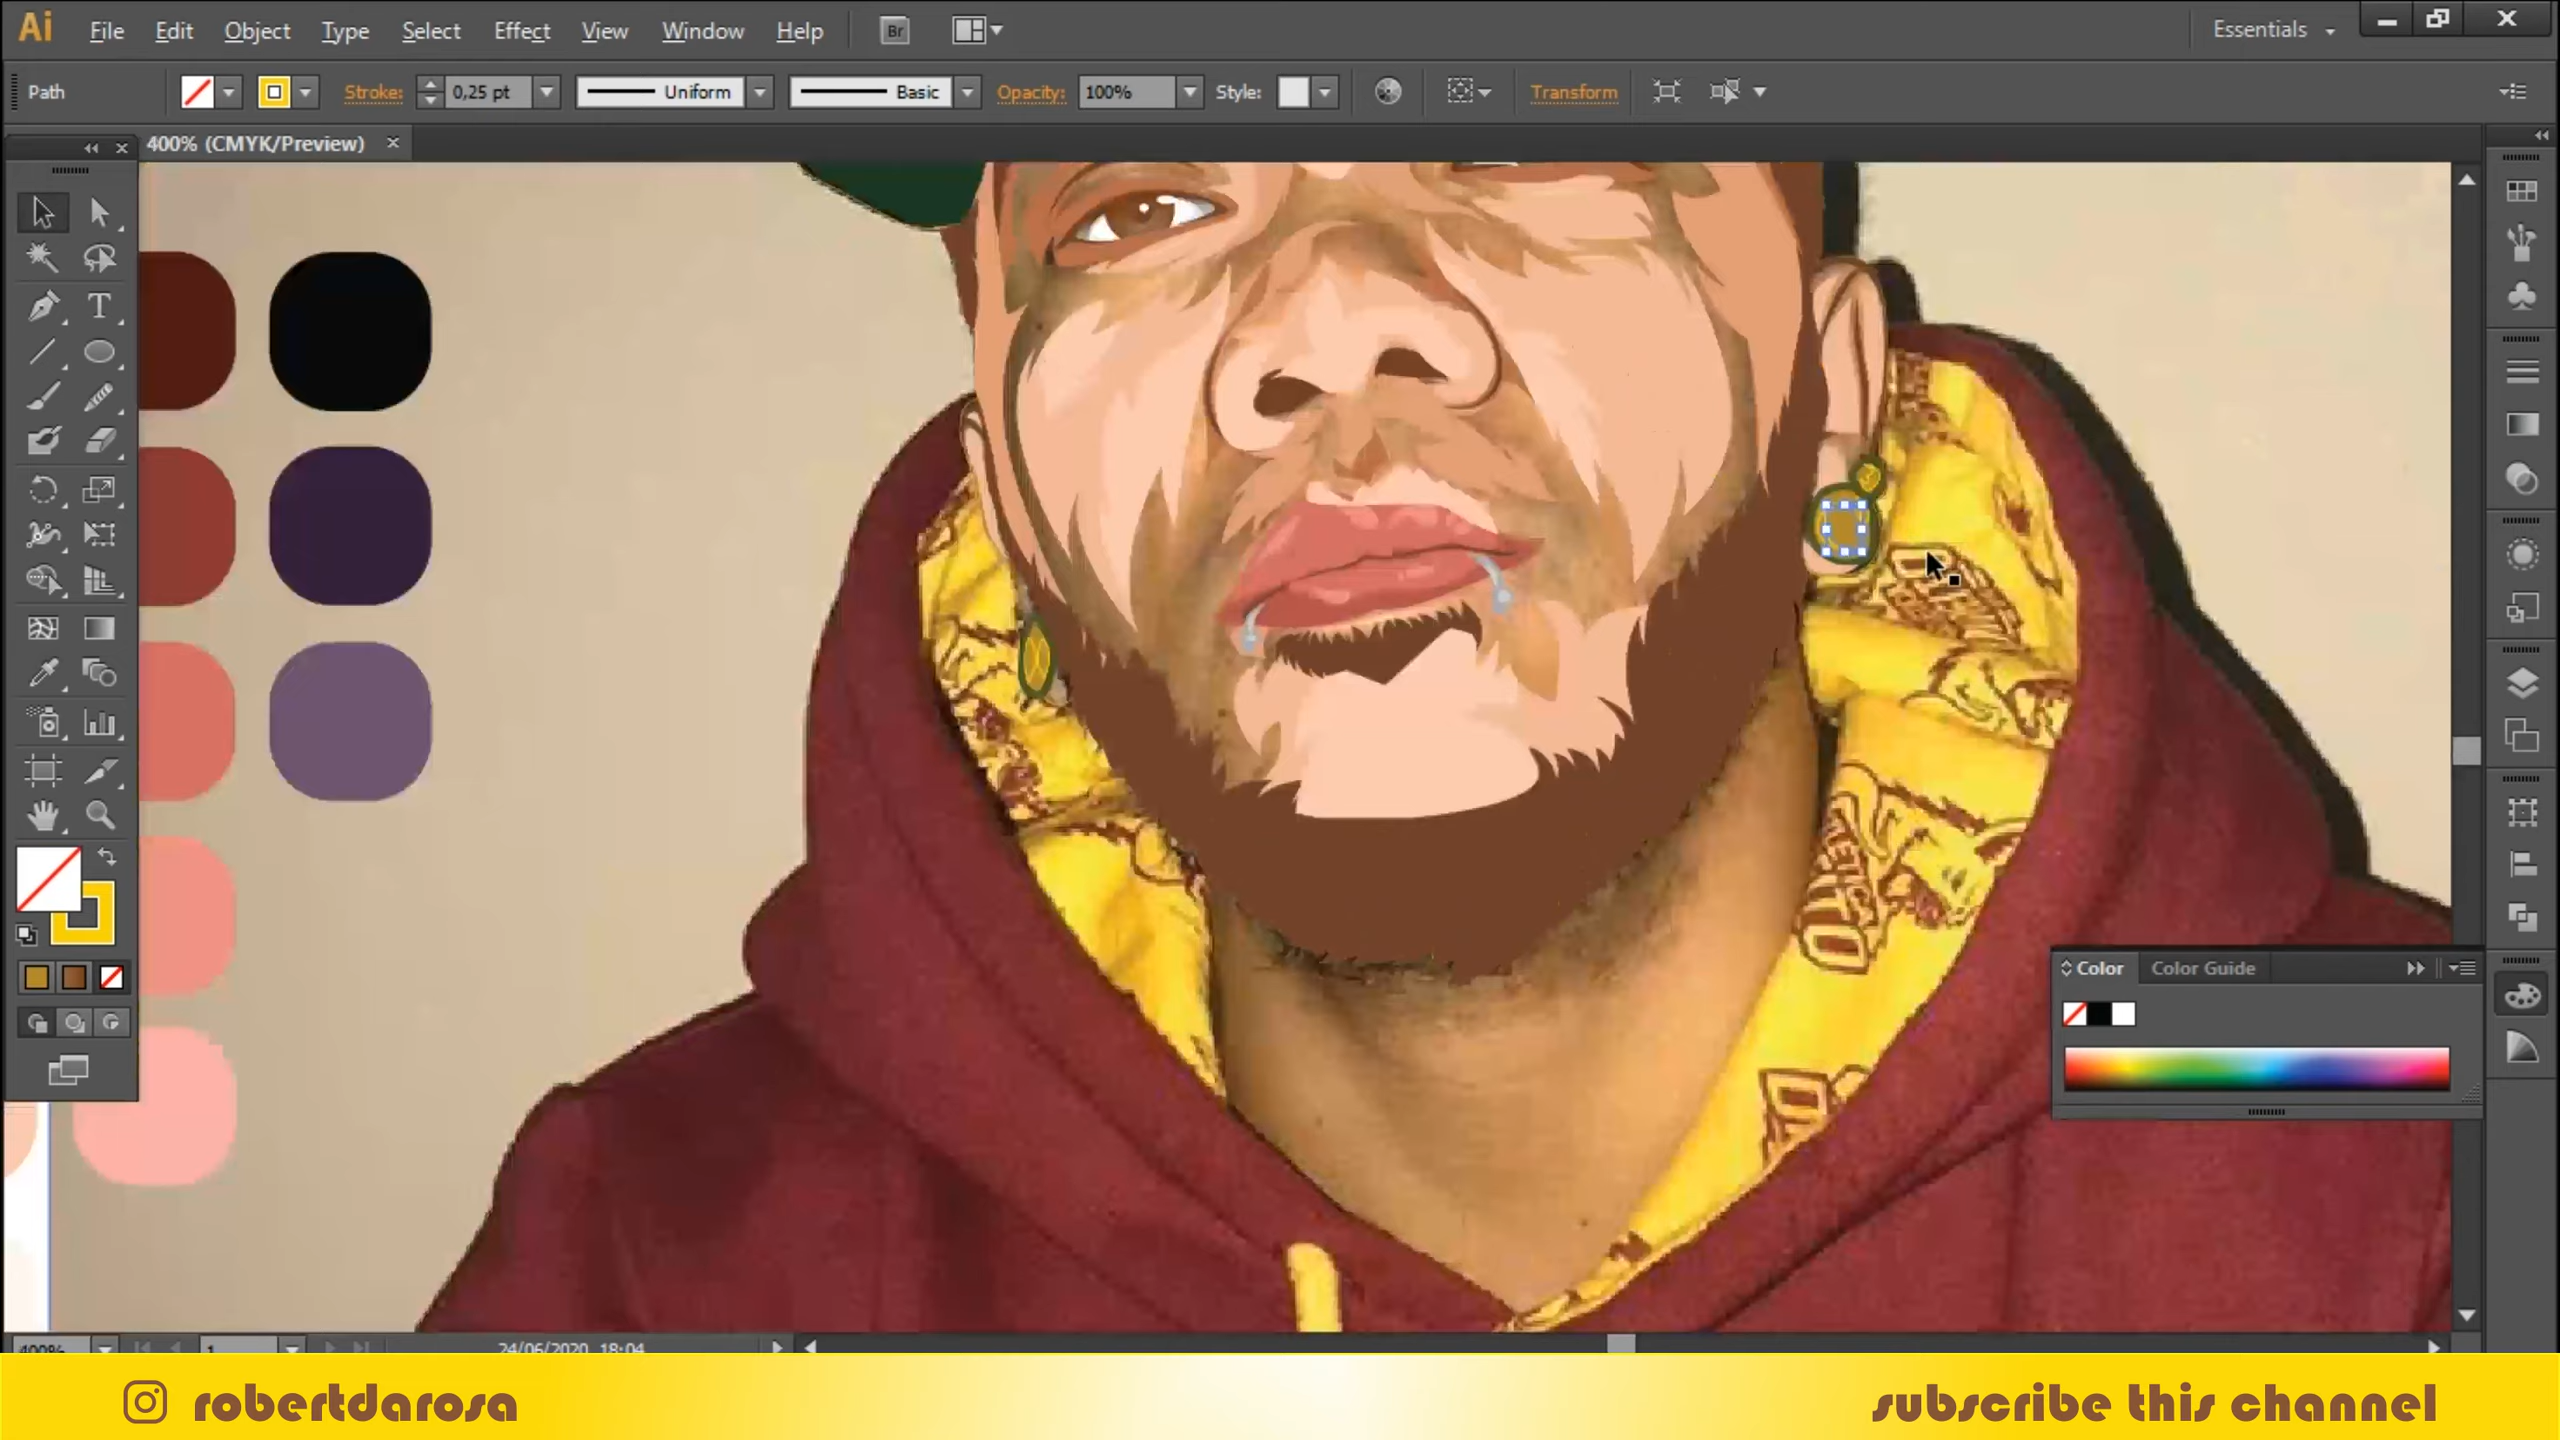 Ai File Edit Object Type Select Effect View Window Help Br Essentials
Path Stroke: 0,25 pt Uniform Basic Opacity: 100% Style: Transform
400% (CMYK/Preview)
Color Color Guide
400% 1 24/06/2020 18:04
robertdarosa
subscribe this channel